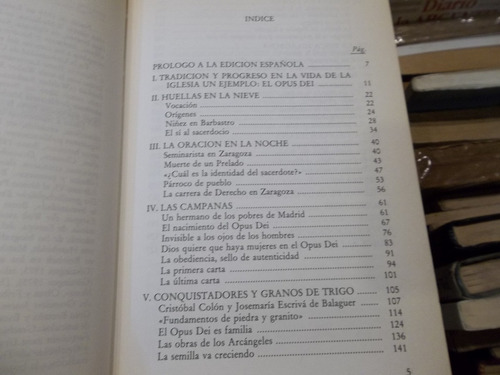 INDICE
Pág.
PROLOGO A LA EDICION ESPAÑOLA 7
I. TRADICION Y PROGRESO EN LA VIDA DE LA
IGLESIA UN EJEMPLO: EL OPUS DEI 11
II. HUELLAS EN LA NIEVE 22
Vocación 22
Orígenes 24
Niñez en Barbastro 28
El sí al sacerdocio 34
III. LA ORACION EN LA NOCHE 40
Seminarista en Zaragoza 40
Muerte de un Prelado 43
«¿Cuál es la identidad del sacerdote?» 47
Párroco de pueblo 53
La carrera de Derecho en Zaragoza 56
IV. LAS CAMPANAS 61
Un hermano de los pobres de Madrid 61
El nacimiento del Opus Dei 67
Invisible a los ojos de los hombres 76
Dios quiere que haya mujeres en el Opus Dei 83
La obediencia, sello de autenticidad 91
La primera carta 94
La última carta 101
V. CONQUISTADORES Y GRANOS DE TRIGO 105
Cristóbal Colón y Josemaría Escrivá de Balaguer 107
«Fundamentos de piedra y granito» 114
El Opus Dei es familia 124
Las obras de los Arcángeles 136
La semilla va creciendo 141
5
Diario